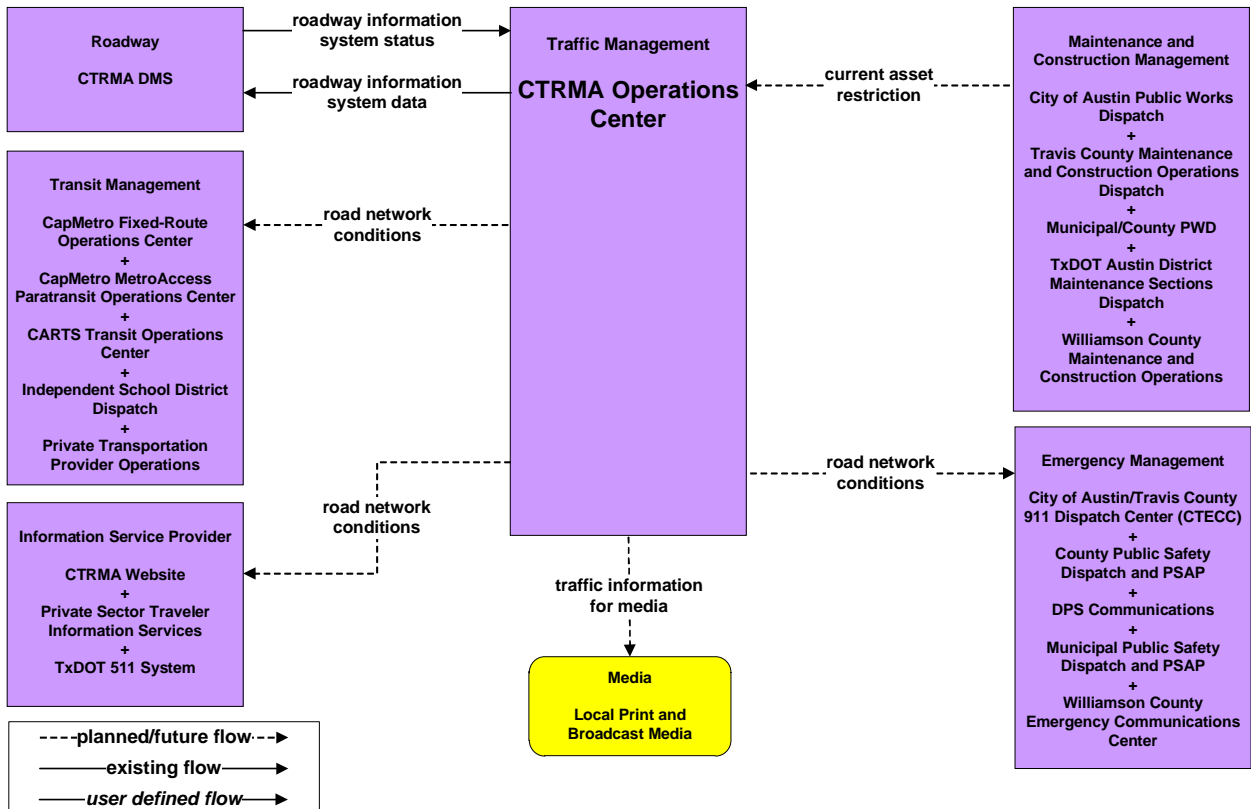 Roadway
CTRMA DMS
roadway information
system status
roadway information
system data
Traffic Management
CTRMA Operations
Center
current asset
restriction
Maintenance and
Construction Management
City of Austin Public Works
Dispatch
+
Travis County Maintenance
and Construction Operations
Dispatch
+
Municipal/County PWD
+
TxDOT Austin District
Maintenance Sections
Dispatch
+
Williamson County
Maintenance and
Construction Operations
Transit Management
CapMetro Fixed-Route
Operations Center
+
CapMetro MetroAccess
Paratransit Operations Center
+
CARTS Transit Operations
Center
+
Independent School District
Dispatch
+
Private Transportation
Provider Operations
road network
conditions
road network
conditions
Information Service Provider
CTRMA Website
+
Private Sector Traveler
Information Services
+
TxDOT 511 System
road network
conditions
Emergency Management
City of Austin/Travis County
911 Dispatch Center (CTECC)
+
County Public Safety
Dispatch and PSAP
+
DPS Communications
+
Municipal Public Safety
Dispatch and PSAP
+
Williamson County
Emergency Communications
Center
traffic information
for media
Media
Local Print and
Broadcast Media
planned/future flow
existing flow
user defined flow